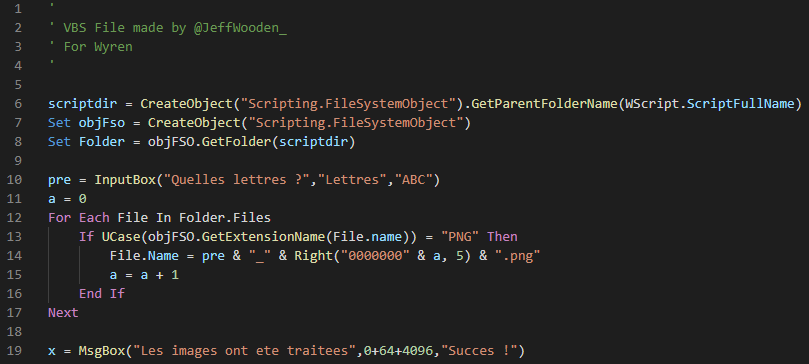 1 '
2 ' VBS File made by @JeffWooden_
3 ' For Wyren
4 '
5
6 scriptdir = CreateObject("Scripting.FileSystemObject").GetParentFolderName(WScript.ScriptFullName)
7 Set objFso = CreateObject("Scripting.FileSystemObject")
8 Set Folder = objFSO.GetFolder(scriptdir)
9
10 pre = InputBox("Quelles lettres ?","Lettres","ABC")
11 a = 0
12 For Each File In Folder.Files
13     If UCase(objFSO.GetExtensionName(File.name)) = "PNG" Then
14         File.Name = pre & "_" & Right("0000000" & a, 5) & ".png"
15         a = a + 1
16     End If
17 Next
18
19 x = MsgBox("Les images ont ete traitees",0+64+4096,"Succes !")